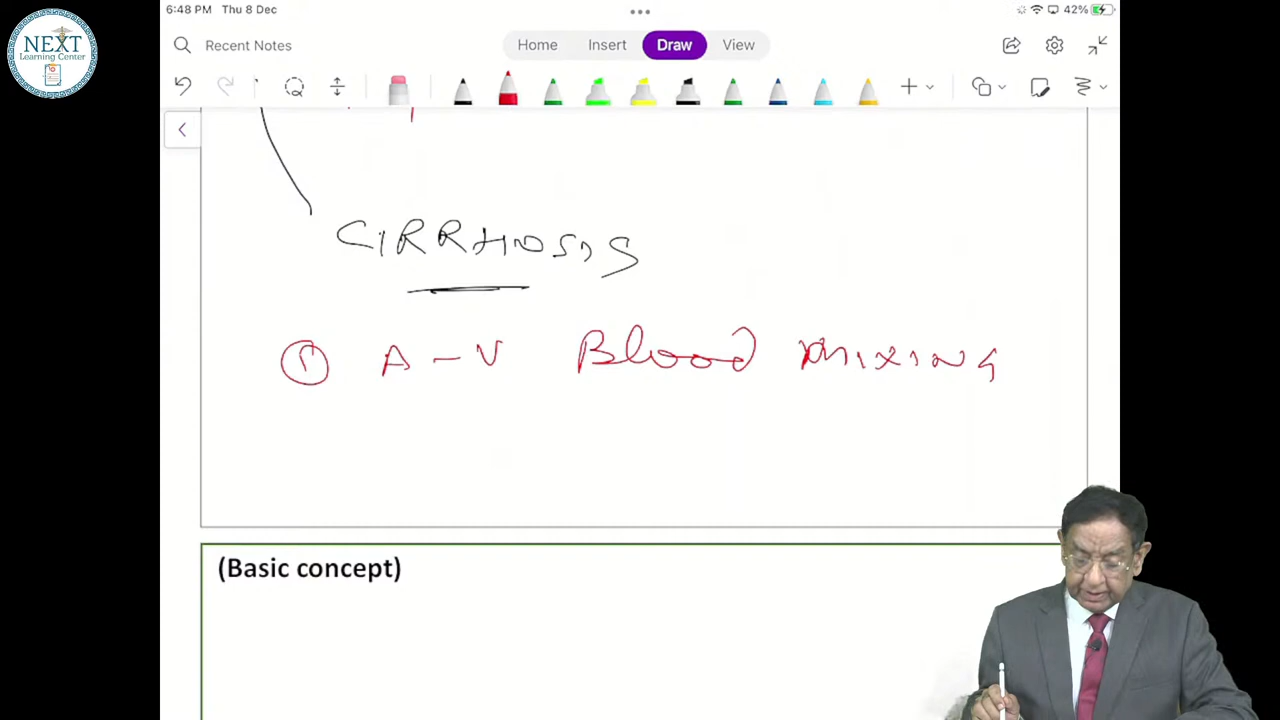 6:48 PM Thu 8 Dec
42%
NEXT
Learning Center
Recent Notes
Home Insert Draw View
CIRRHOSIS
① A-V Blood MIXING
(Basic concept)